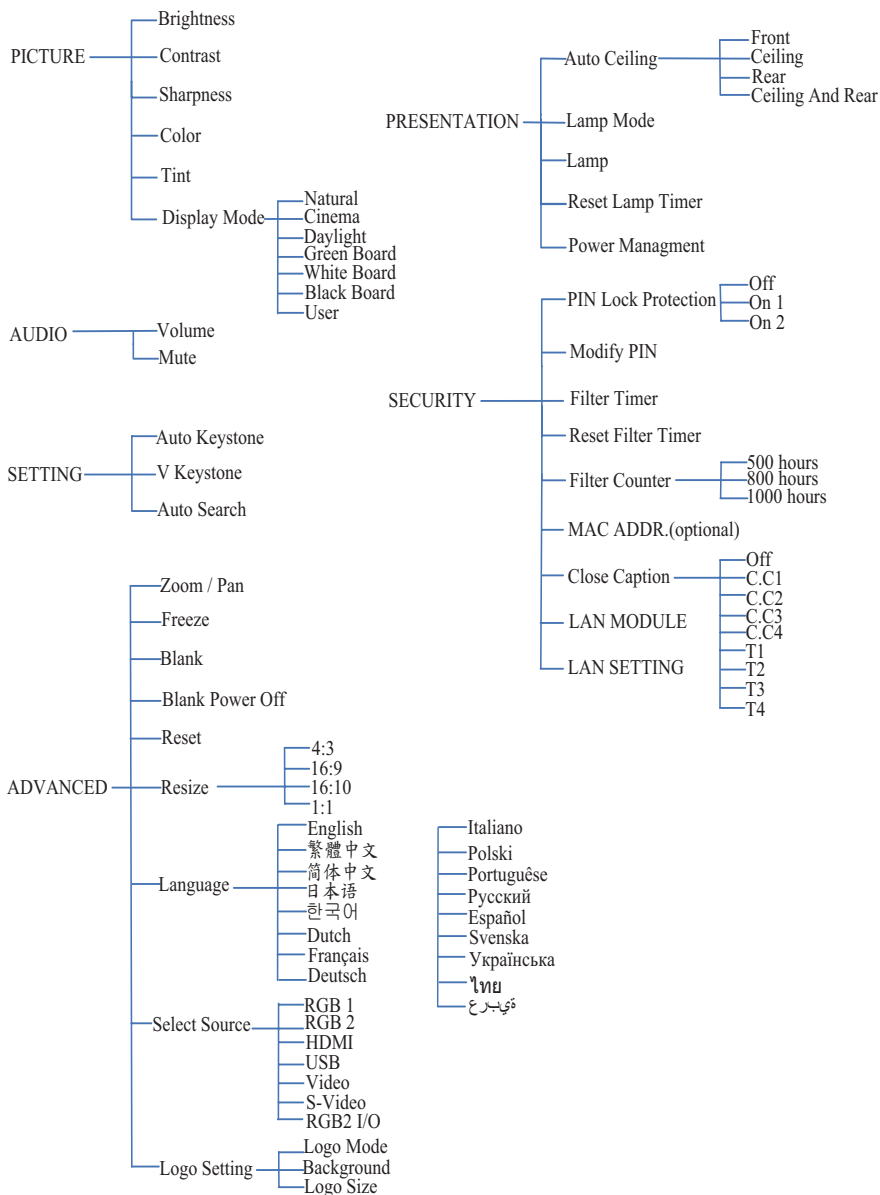 PICTURE
Brightness
Contrast
Sharpness
Color
Tint
Display Mode
Natural
Cinema
Daylight
Green Board
White Board
Black Board
User
AUDIO
Volume
Mute
SETTING
Auto Keystone
V Keystone
Auto Search
ADVANCED
Zoom / Pan
Freeze
Blank
Blank Power Off
Reset
Resize
4:3
16:9
16:10
1:1
Language
English
繁體中文
简体中文
日本语
한국어
Dutch
Français
Deutsch
Italiano
Polski
Portuguêse
Русский
Español
Svenska
Українська
ไทย
ةيبرع
Select Source
RGB 1
RGB 2
HDMI
USB
Video
S-Video
RGB2 I/O
Logo Setting
Logo Mode
Background
Logo Size
PRESENTATION
Auto Ceiling
Front
Ceiling
Rear
Ceiling And Rear
Lamp Mode
Lamp
Reset Lamp Timer
Power Managment
SECURITY
PIN Lock Protection
Off
On 1
On 2
Modify PIN
Filter Timer
Reset Filter Timer
Filter Counter
500 hours
800 hours
1000 hours
MAC ADDR.(optional)
Close Caption
Off
C.C1
C.C2
C.C3
C.C4
T1
T2
T3
T4
LAN MODULE
LAN SETTING